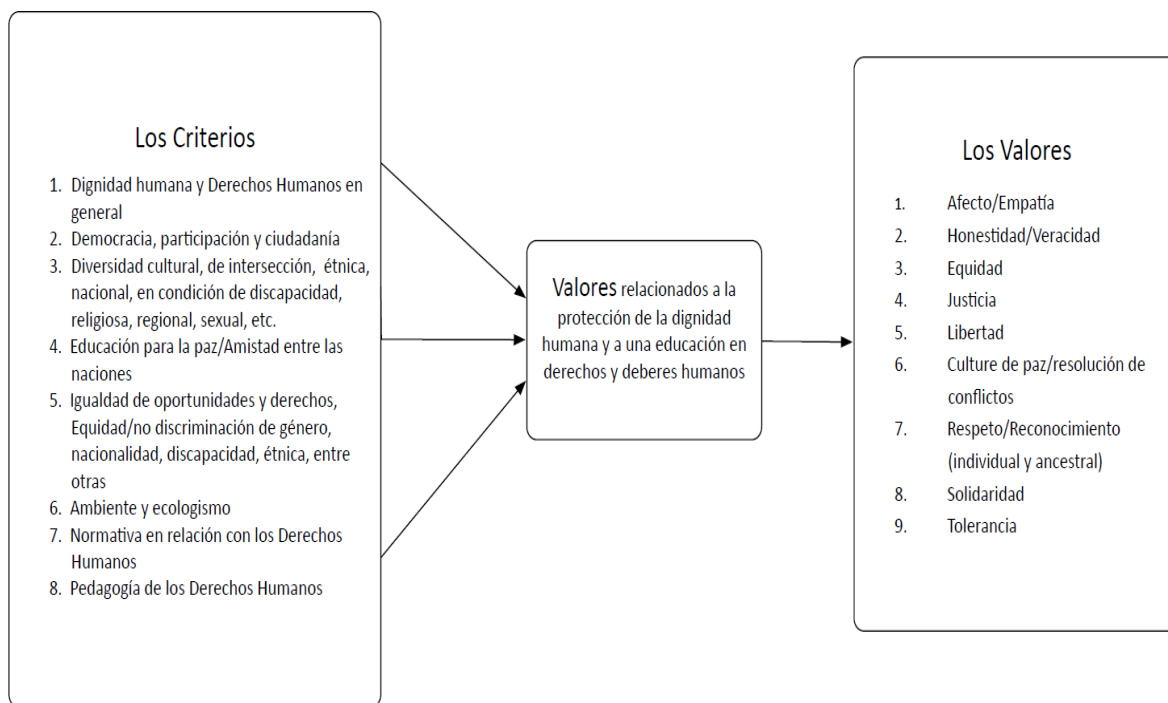 Los Criterios
1. Dignidad humana y Derechos Humanos en
general
2. Democracia, participación y ciudadanía
3. Diversidad cultural, de intersección, étnica,
nacional, en condición de discapacidad,
religiosa, regional, sexual, etc.
4. Educación para la paz/Amistad entre las
naciones
5. Igualdad de oportunidades y derechos,
Equidad/no discriminación de género,
nacionalidad, discapacidad, étnica, entre
otras
6. Ambiente y ecologismo
7. Normativa en relación con los Derechos
Humanos
8. Pedagogía de los Derechos Humanos
Valores relacionados a la
protección de la dignidad
humana y a una educación en
derechos y deberes humanos
Los Valores
1. Afecto/Empatía
2. Honestidad/Veracidad
3. Equidad
4. Justicia
5. Libertad
6. Culture de paz/resolución de
conflictos
7. Respeto/Reconocimiento
(individual y ancestral)
8. Solidaridad
9. Tolerancia